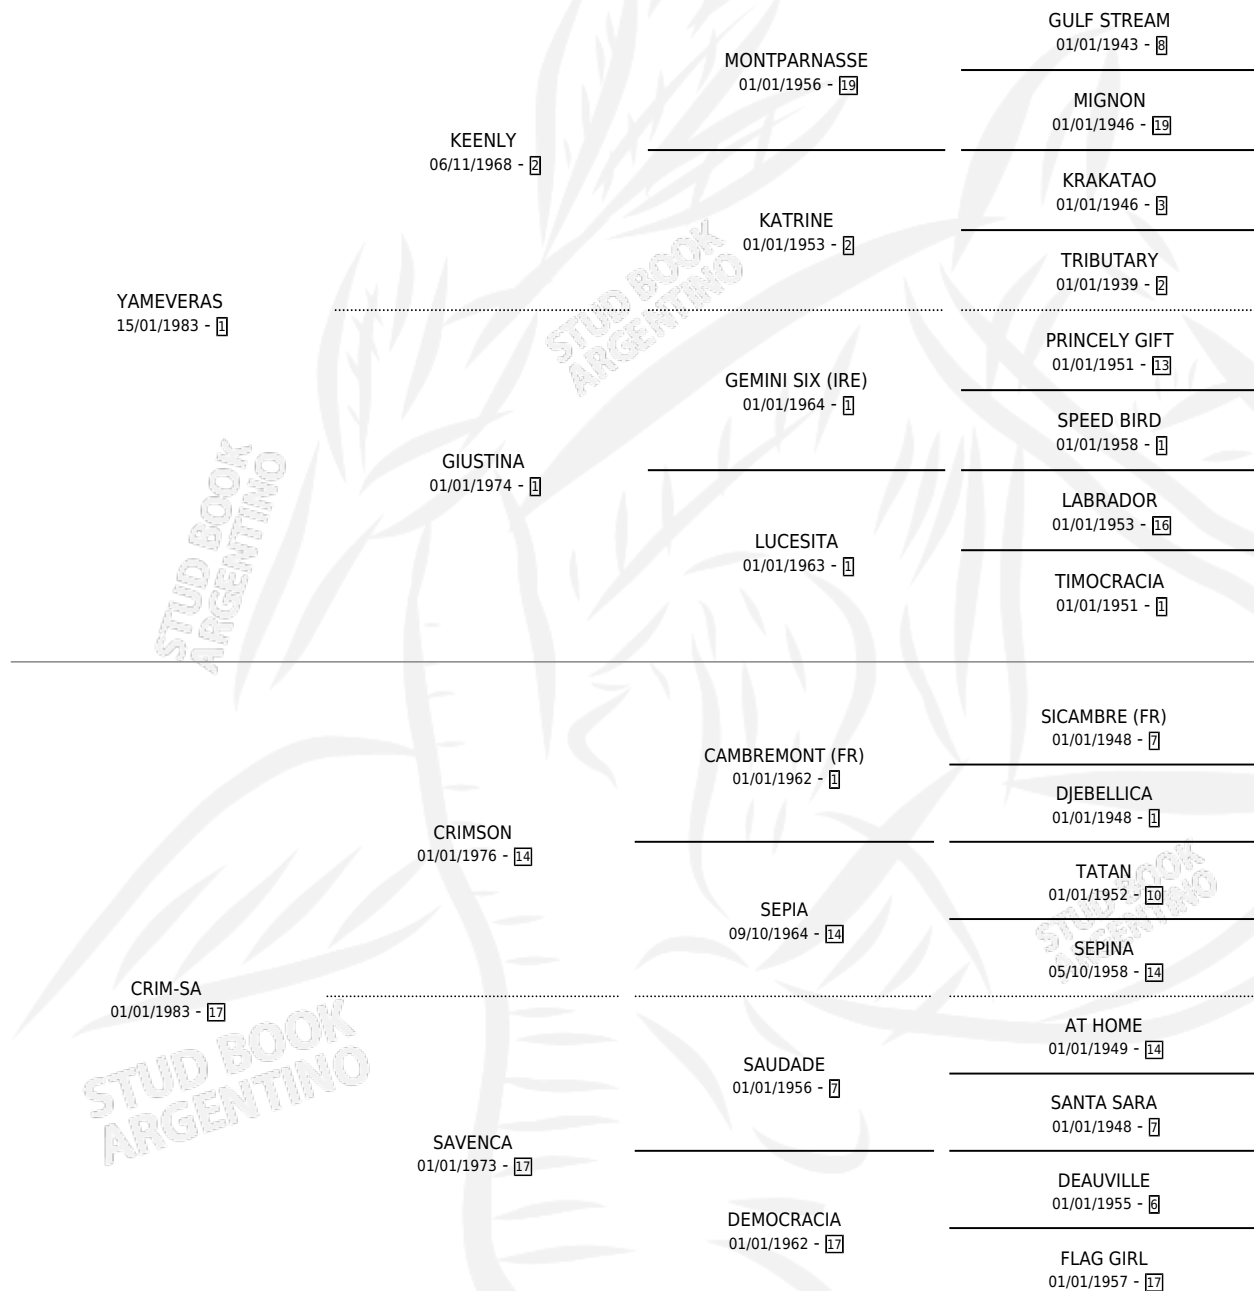 GULF STREAM
01/01/1943 - 8
MONTPARNASSE
01/01/1956 - 19
MIGNON
01/01/1946 - 19
KEENLY
06/11/1968 - 2
KRAKATAO
01/01/1946 - 3
KATRINE
01/01/1953 - 2
TRIBUTARY
01/01/1939 - 2
YAMEVERAS
15/01/1983 - 1
PRINCELY GIFT
01/01/1951 - 13
GEMINI SIX (IRE)
01/01/1964 - 1
SPEED BIRD
01/01/1958 - 1
GIUSTINA
01/01/1974 - 1
LABRADOR
01/01/1953 - 16
LUCESITA
01/01/1963 - 1
TIMOCRACIA
01/01/1951 - 1
STUD BOOK
ARGENTINO
STUD BOOK
ARGENTINO
SICAMBRE (FR)
01/01/1948 - 7
CAMBREMONT (FR)
01/01/1962 - 1
DJEBELLICA
01/01/1948 - 1
CRIMSON
01/01/1976 - 14
TATAN
01/01/1952 - 10
SEPIA
09/10/1964 - 14
SEPINA
05/10/1958 - 14
STUD BOOK
ARGENTINO
CRIM-SA
01/01/1983 - 17
AT HOME
01/01/1949 - 14
SAUDADE
01/01/1956 - 7
SANTA SARA
01/01/1948 - 7
STUD BOOK
ARGENTINO
SAVENCA
01/01/1973 - 17
DEAUVILLE
01/01/1955 - 6
DEMOCRACIA
01/01/1962 - 17
FLAG GIRL
01/01/1957 - 17